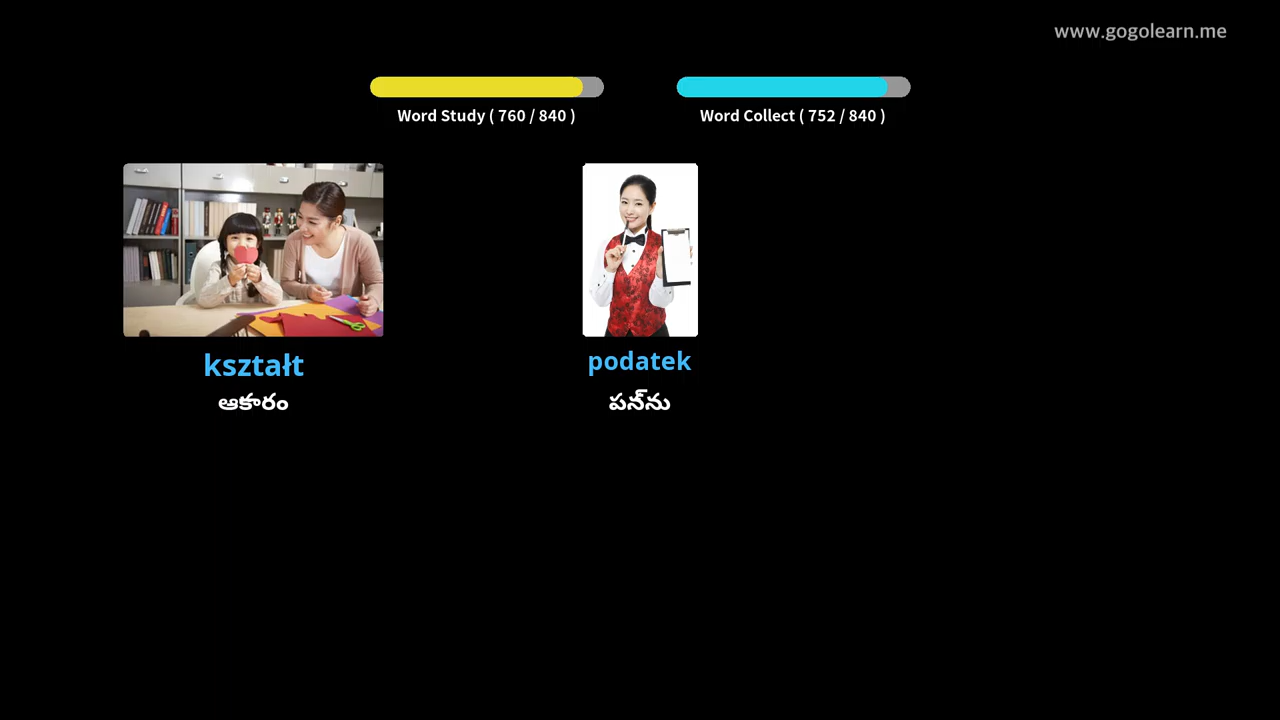 www.gogolearn.me
Word Study ( 760 / 840 )
Word Collect ( 752 / 840 )
kształt
ఆకారం
podatek
పన్‌ను